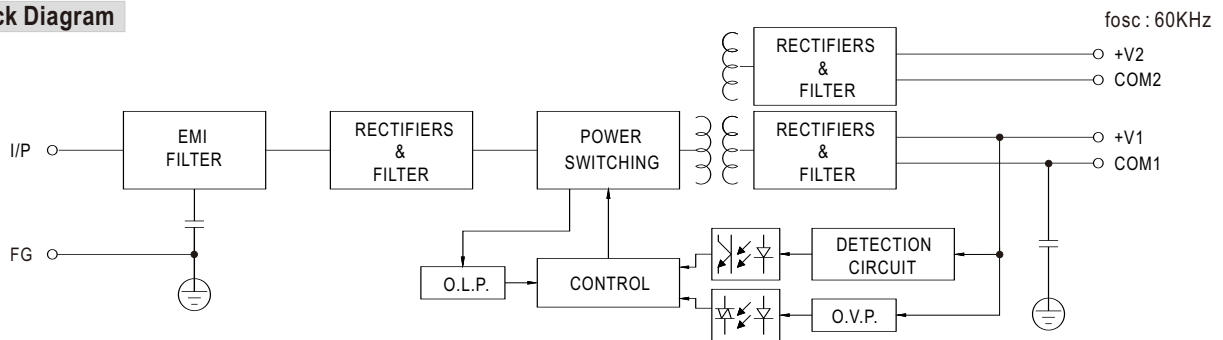 ck Diagram
fosc : 60KHz
RECTIFIERS
&
FILTER
+V2
COM2
I/P
EMI
FILTER
RECTIFIERS
&
FILTER
POWER
SWITCHING
RECTIFIERS
&
FILTER
+V1
COM1
FG
O.L.P.
CONTROL
DETECTION
CIRCUIT
O.V.P.